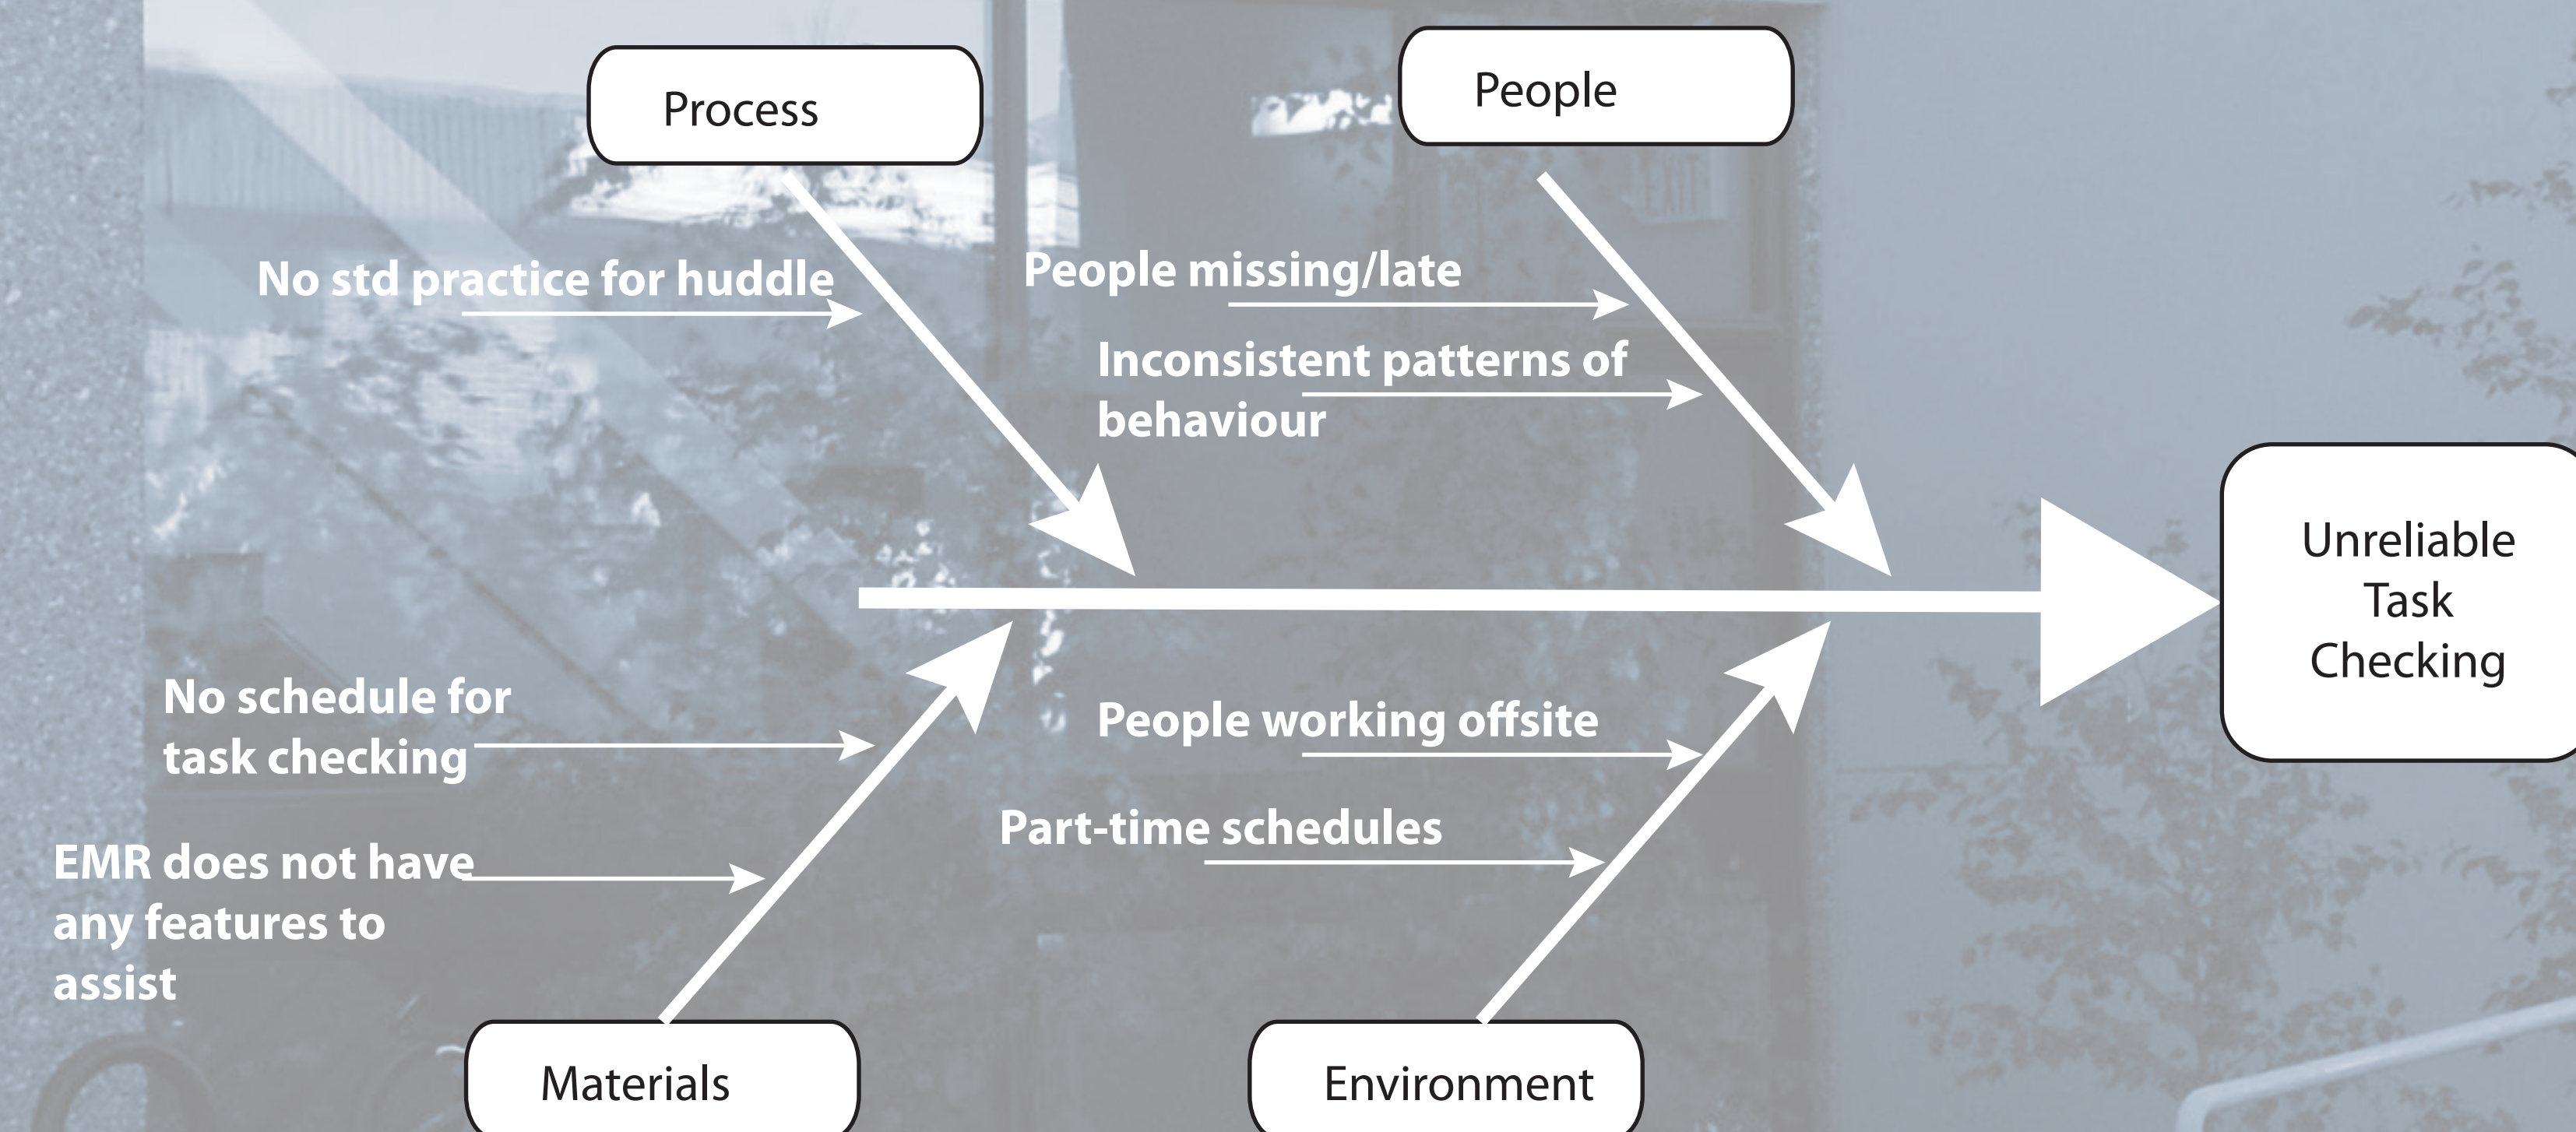 Process
People
No std practice for huddle
People missing/late
Inconsistent patterns of
behaviour
Unreliable
Task
Checking
No schedule for
task checking
People working offsite
Part-time schedules
EMR does not have
any features to
assist
Materials
Environment
EXIT